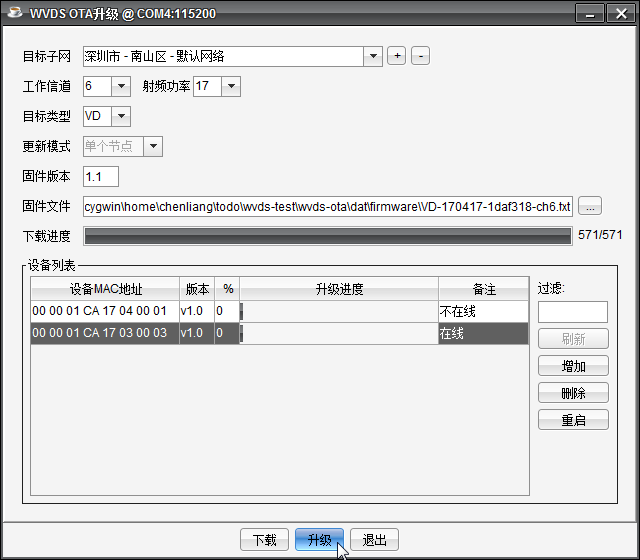 WVDS OTA升级 @ COM4:115200
目标子网 深圳市 - 南山区 - 默认网络 + -
工作信道 6 射频功率 17
目标类型 VD
更新模式 单个节点
固件版本 1.1
固件文件 cygwin\home\chenliang\todo\wvds-test\wvds-ota\dat\firmware\VD-170417-1daf318-ch6.txt ...
下载进度 571/571
设备列表
设备MAC地址 版本 % 升级进度 备注
00 00 01 CA 17 04 00 01 v1.0 0 不在线
00 00 01 CA 17 03 00 03 v1.0 0 在线
过滤:
刷新
增加
删除
重启
下载 升级 退出